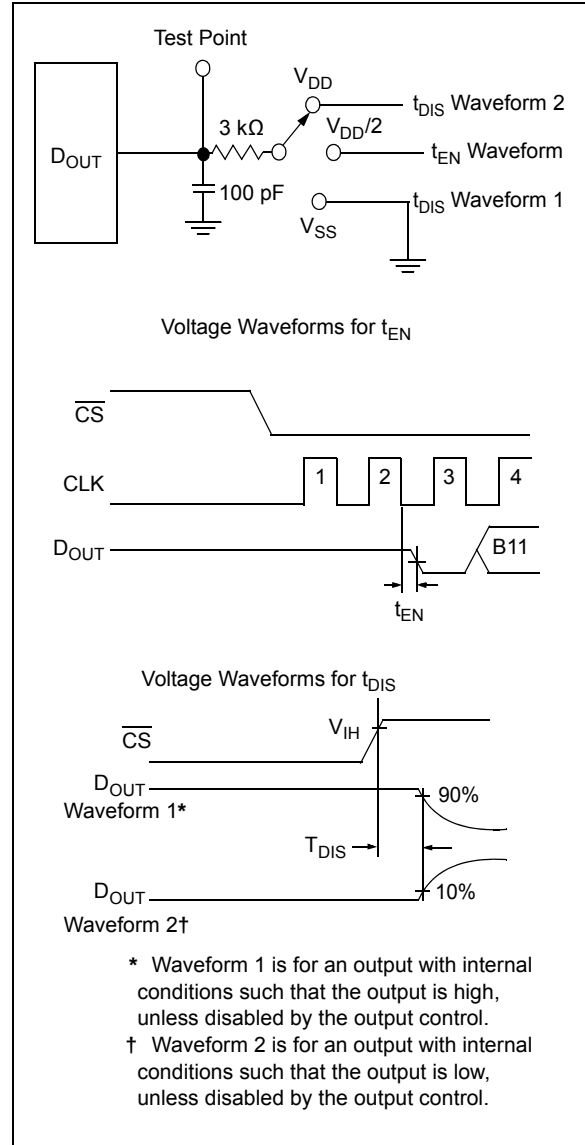 Test Point
V_DD
t_DIS Waveform 2
3 kΩ
V_DD/2
D_OUT
t_EN Waveform
100 pF
t_DIS Waveform 1
V_SS
Voltage Waveforms for t_EN
CS
CLK
1 2 3 4
D_OUT
B11
t_EN
Voltage Waveforms for t_DIS
V_IH
CS
D_OUT
90%
Waveform 1*
T_DIS
D_OUT
10%
Waveform 2†
* Waveform 1 is for an output with internal
conditions such that the output is high,
unless disabled by the output control.
† Waveform 2 is for an output with internal
conditions such that the output is low,
unless disabled by the output control.